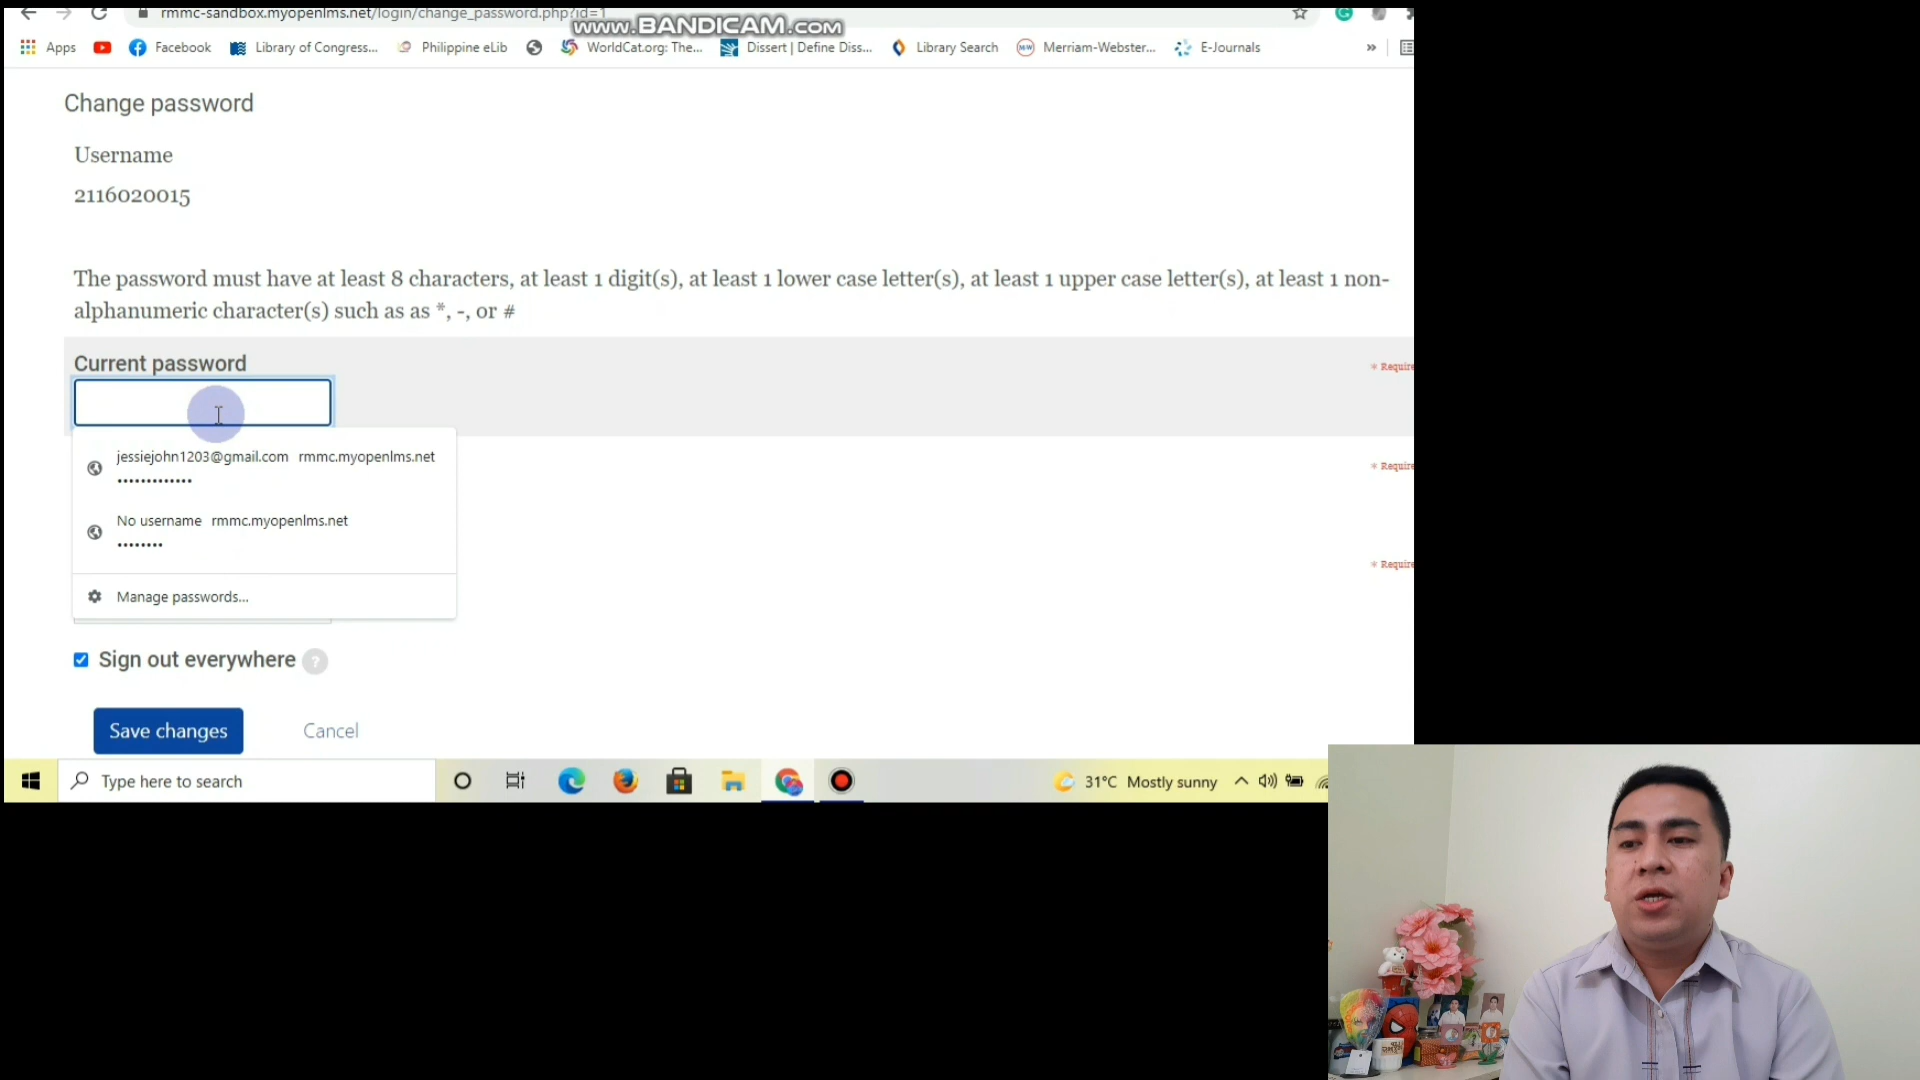 rmmc-sandbox.myopenlms.net/login/change_password.php?id=1
www.BANDICAM.COM
Apps Facebook Library of Congress... Philippine eLib WorldCat.org: The... Dissert | Define Diss... Library Search Merriam-Webster... E-Journals »
Change password
Username
2116020015
The password must have at least 8 characters, at least 1 digit(s), at least 1 lower case letter(s), at least 1 upper case letter(s), at least 1 non-
alphanumeric character(s) such as as *, -, or #
Current password
* Require
jessiejohn1203@gmail.com rmmc.myopenlms.net
•••••••••••••
* Require
No username rmmc.myopenlms.net
••••••••
* Require
Manage passwords...
Sign out everywhere ?
Save changes Cancel
Type here to search
31°C Mostly sunny